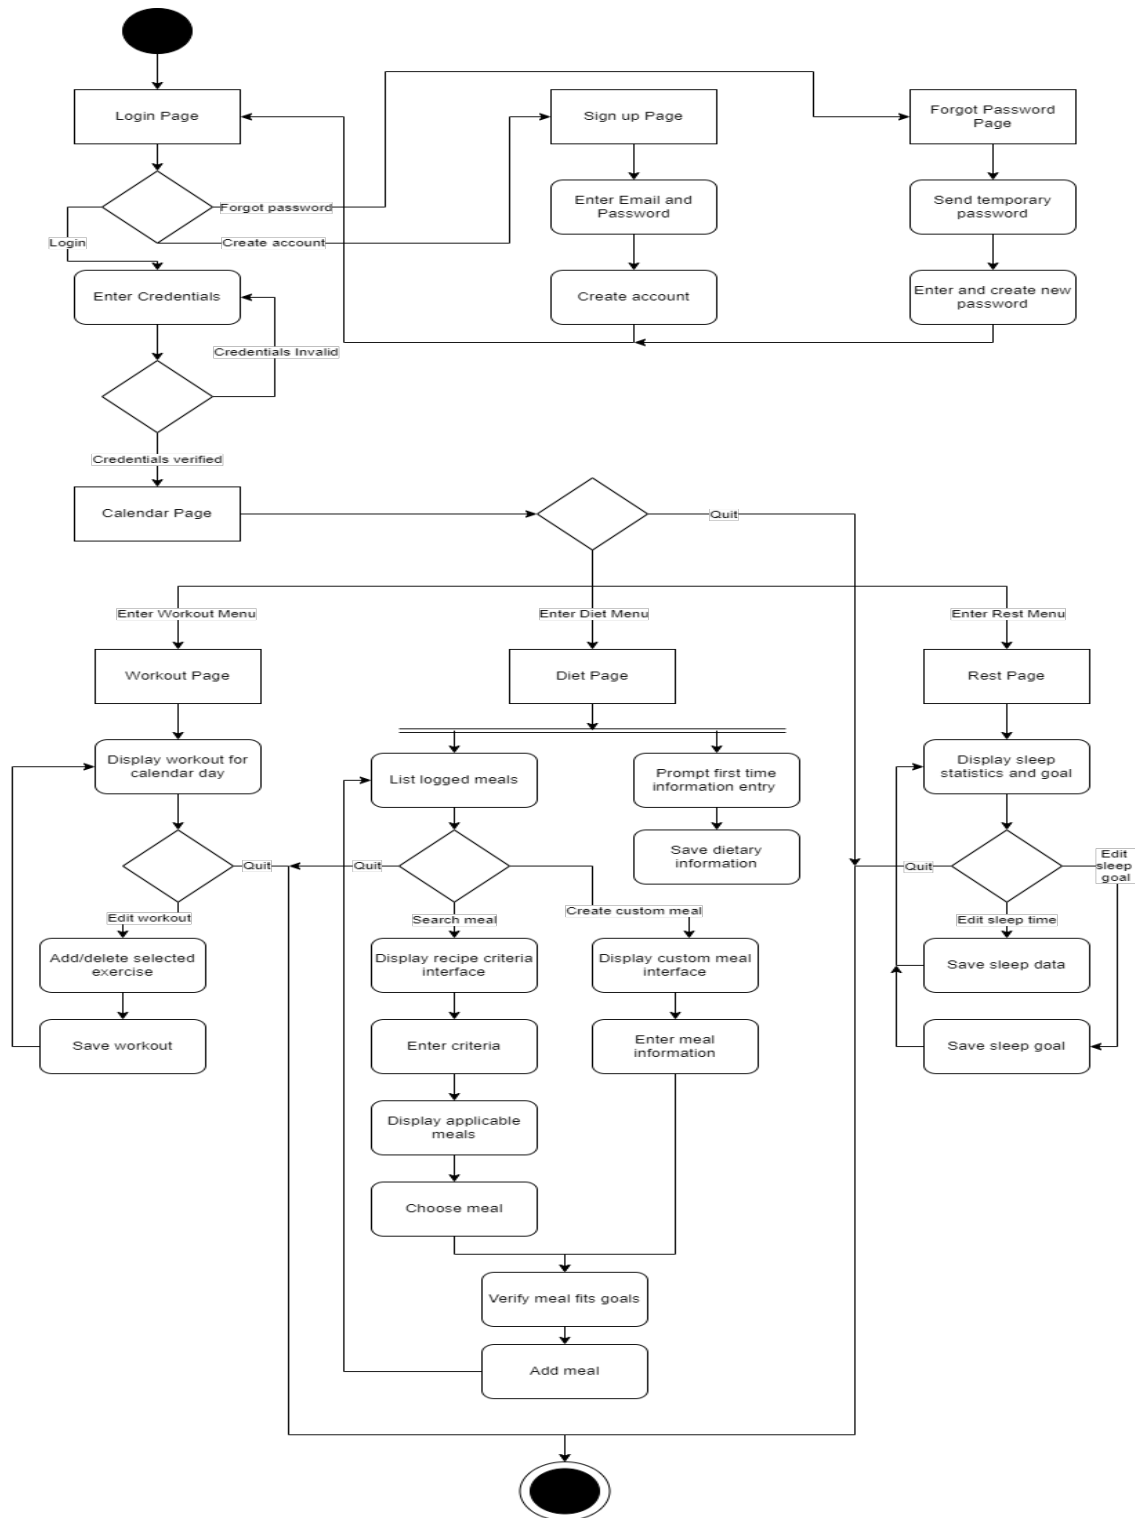 Login Page
Sign up Page
Forgot Password
Page
Forgot password
Enter Email and
Password
Send temporary
password
Login
Create account
Enter Credentials
Create account
Enter and create new
password
Credentials Invalid
Credentials verified
Calendar Page
Quit
Enter Workout Menu
Enter Diet Menu
Enter Rest Menu
Workout Page
Diet Page
Rest Page
Display workout for
calendar day
List logged meals
Prompt first time
information entry
Display sleep
statistics and goal
Save dietary
information
Quit
Quit
Quit
Edit
sleep
goal
Edit workout
Search meal
Create custom meal
Edit sleep time
Add/delete selected
exercise
Display recipe criteria
interface
Display custom meal
interface
Save sleep data
Save workout
Enter criteria
Enter meal
information
Save sleep goal
Display applicable
meals
Choose meal
Verify meal fits goals
Add meal